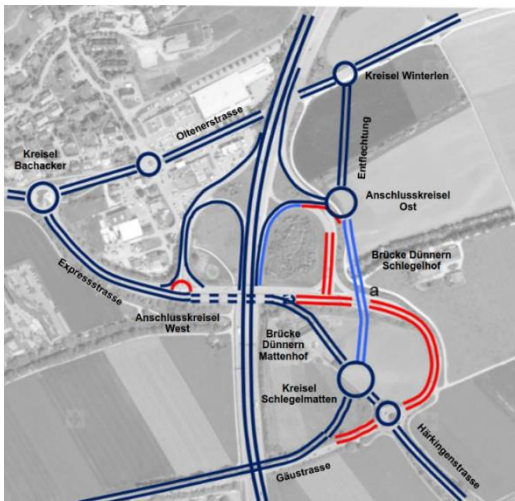 Kreisel Winterlen
Oltenerstrasse
Kreisel
Bachacker
Entflechtung
Anschlusskreisel
Ost
Expressstrasse
Brücke Dünnern
Schlegelhof
a
Anschlusskreisel
West
Brücke
Dünnern
Mattenhof
Kreisel
Schlegelmatten
Härkingenstrasse
Gäustrasse